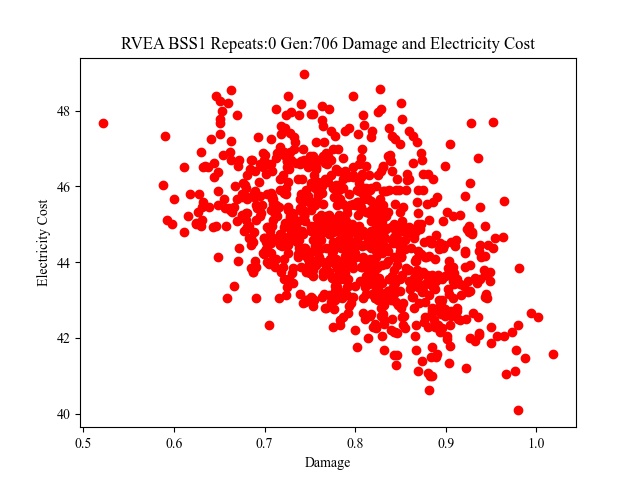 RVEA BSS1 Repeats:0 Gen:706 Damage and Electricity Cost
48
46
44
42
40
Electricity Cost
0.5 0.6 0.7 0.8 0.9 1.0
Damage